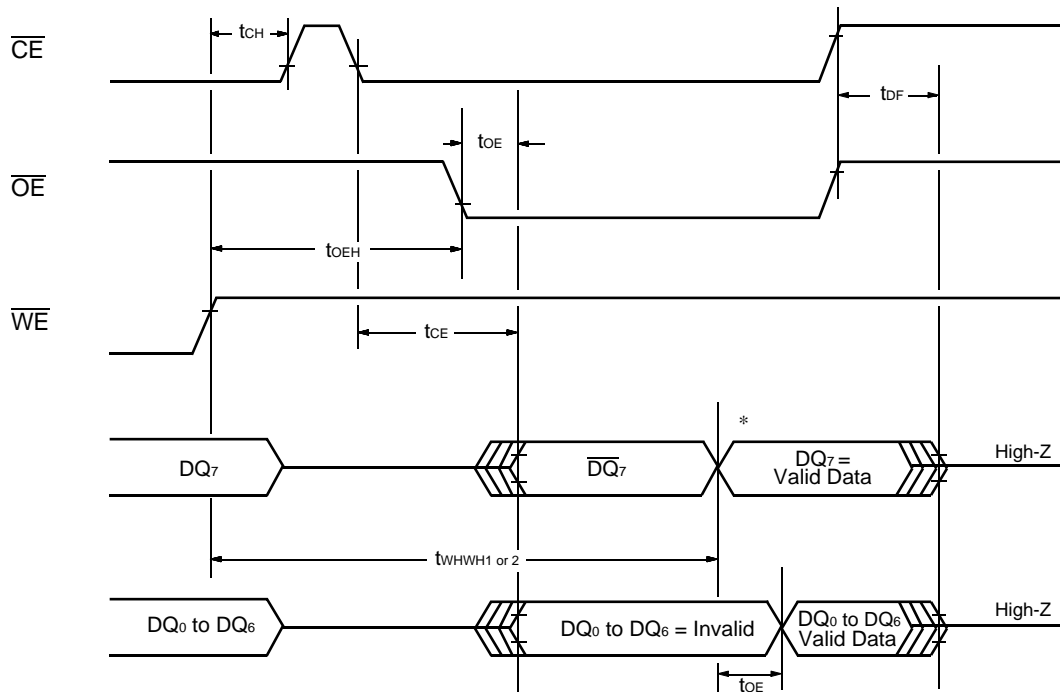 CE
tCH
tDF
OE
tOE
tOEH
WE
tCE
*
DQ7
DQ7
DQ7 =
Valid Data
High-Z
tWHWH1 or 2
DQ0 to DQ6
DQ0 to DQ6 = Invalid
DQ0 to DQ6
Valid Data
High-Z
tOE